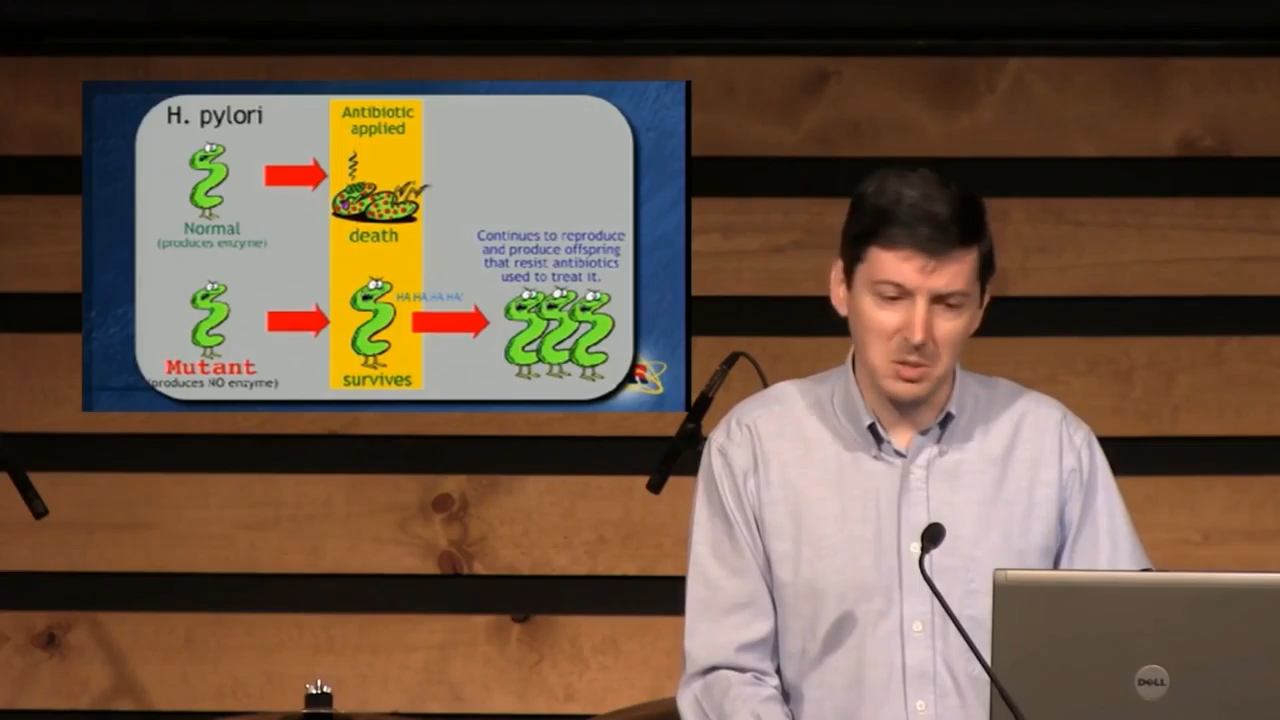 H. pylori
Antibiotic
applied
Normal
(produces enzyme)
death
Continues to reproduce
and produce offspring
that resist antibiotics
used to treat it.
HA HA HA HA!
Mutant
(produces NO enzyme)
survives
DELL